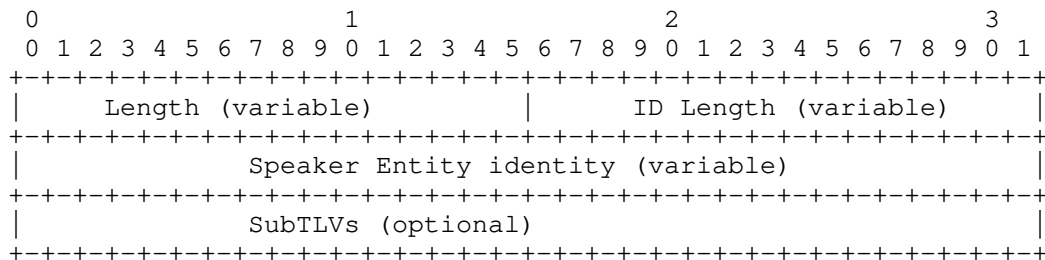 0                   1                   2                   3
 0 1 2 3 4 5 6 7 8 9 0 1 2 3 4 5 6 7 8 9 0 1 2 3 4 5 6 7 8 9 0 1
+-+-+-+-+-+-+-+-+-+-+-+-+-+-+-+-+-+-+-+-+-+-+-+-+-+-+-+-+-+-+-+-+
|     Length (variable)         |      ID Length (variable)     |
+-+-+-+-+-+-+-+-+-+-+-+-+-+-+-+-+-+-+-+-+-+-+-+-+-+-+-+-+-+-+-+-+
|              Speaker Entity identity (variable)               |
+-+-+-+-+-+-+-+-+-+-+-+-+-+-+-+-+-+-+-+-+-+-+-+-+-+-+-+-+-+-+-+-+
|              SubTLVs (optional)                               |
+-+-+-+-+-+-+-+-+-+-+-+-+-+-+-+-+-+-+-+-+-+-+-+-+-+-+-+-+-+-+-+-+